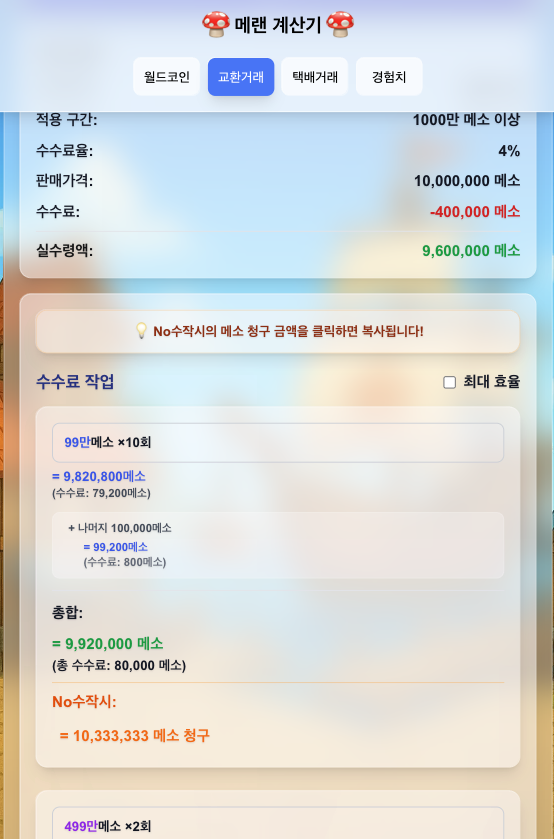 🍄 메랜 계산기 🍄
월드코인 교환거래 택배거래 경험치
적용 구간: 1000만 메소 이상
수수료율: 4%
판매가격: 10,000,000 메소
수수료: -400,000 메소
실수령액: 9,600,000 메소
💡 No수작시의 메소 청구 금액을 클릭하면 복사됩니다!
수수료 작업 최대 효율
99만메소 ×10회
= 9,820,800메소
(수수료: 79,200메소)
+ 나머지 100,000메소
= 99,200메소
(수수료: 800메소)
총합:
= 9,920,000 메소
(총 수수료: 80,000 메소)
No수작시:
= 10,333,333 메소 청구
499만메소 ×2회